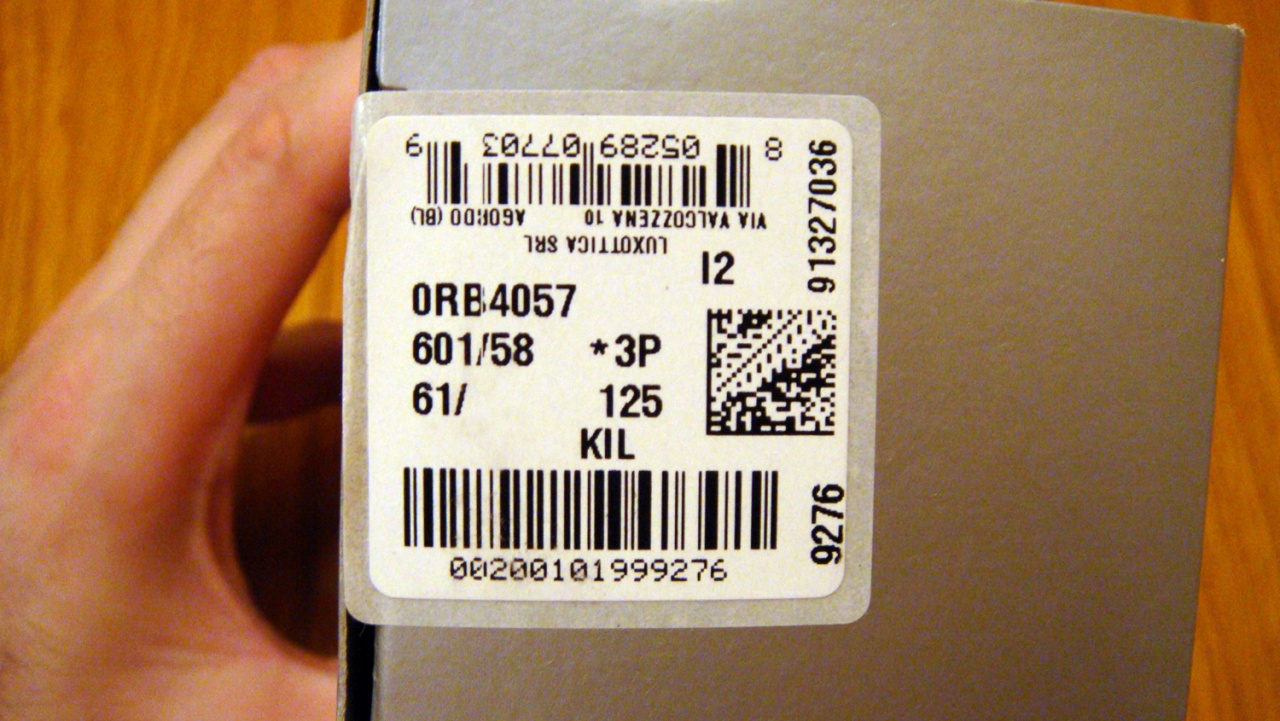 8 05289 07703 9
VIA VALCOZZENA 10 AGORDO (BL)
LUXOTTICA SRL
I2
91327036
0RB4057
601/58 *3P
61/ 125
KIL
00200101999276
9276